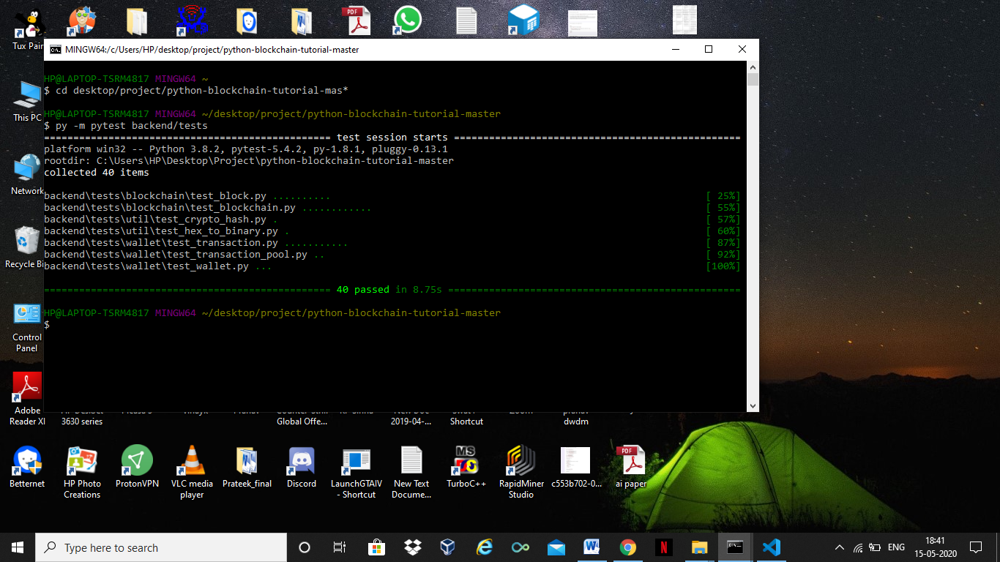 PDF
Tux Pain
MINGW64:/c/Users/HP/desktop/project/python-blockchain-tutorial-master
HP@LAPTOP-TSRM4817 MINGW64 ~
$ cd desktop/project/python-blockchain-tutorial-mas*
HP@LAPTOP-TSRM4817 MINGW64 ~/desktop/project/python-blockchain-tutorial-master
$ py -m pytest backend/tests
================================================= test session starts =================================================
platform win32 -- Python 3.8.2, pytest-5.4.2, py-1.8.1, pluggy-0.13.1
rootdir: C:\Users\HP\Desktop\Project\python-blockchain-tutorial-master
collected 40 items
backend\tests\blockchain\test_block.py .......... [ 25%]
backend\tests\blockchain\test_blockchain.py ............ [ 55%]
backend\tests\util\test_crypto_hash.py . [ 57%]
backend\tests\util\test_hex_to_binary.py . [ 60%]
backend\tests\wallet\test_transaction.py ........... [ 87%]
backend\tests\wallet\test_transaction_pool.py .. [ 92%]
backend\tests\wallet\test_wallet.py ... [100%]
================================================= 40 passed in 8.75s ==================================================
HP@LAPTOP-TSRM4817 MINGW64 ~/desktop/project/python-blockchain-tutorial-master
$
This PC
Network
Recycle Bi
Control
Panel
Adobe
Reader XI
3630 series
Global Offe...
2019-04-...
Shortcut
dwdm
MS
PDF
Betternet
HP Photo
Creations
ProtonVPN
VLC media
player
Prateek_final
Discord
LaunchGTAIV
- Shortcut
New Text
Docume...
TurboC++
RapidMiner
Studio
c553b702-0...
ai paper
Type here to search
ENG
18:41
15-05-2020